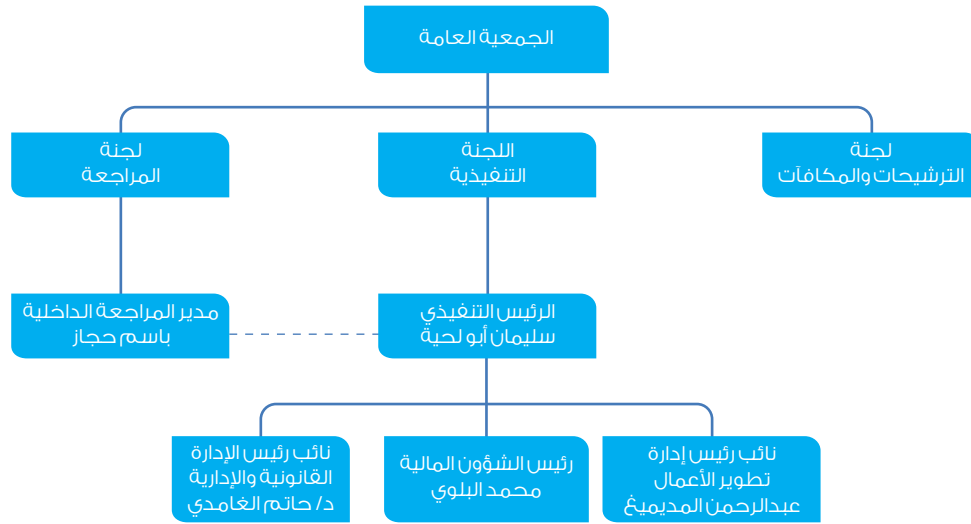 الجمعية العامة
لجنة
الترشيحات والمكافآت
اللجنة
التنفيذية
لجنة
المراجعة
الرئيس التنفيذي
سليمان أبو لحية
مدير المراجعة الداخلية
باسم حجاز
نائب رئيس إدارة
تطوير الأعمال
عبدالرحمن المديميغ
رئيس الشؤون المالية
محمد البلوي
نائب رئيس الإدارة
القانونية والإدارية
د/ حاتم الغامدي